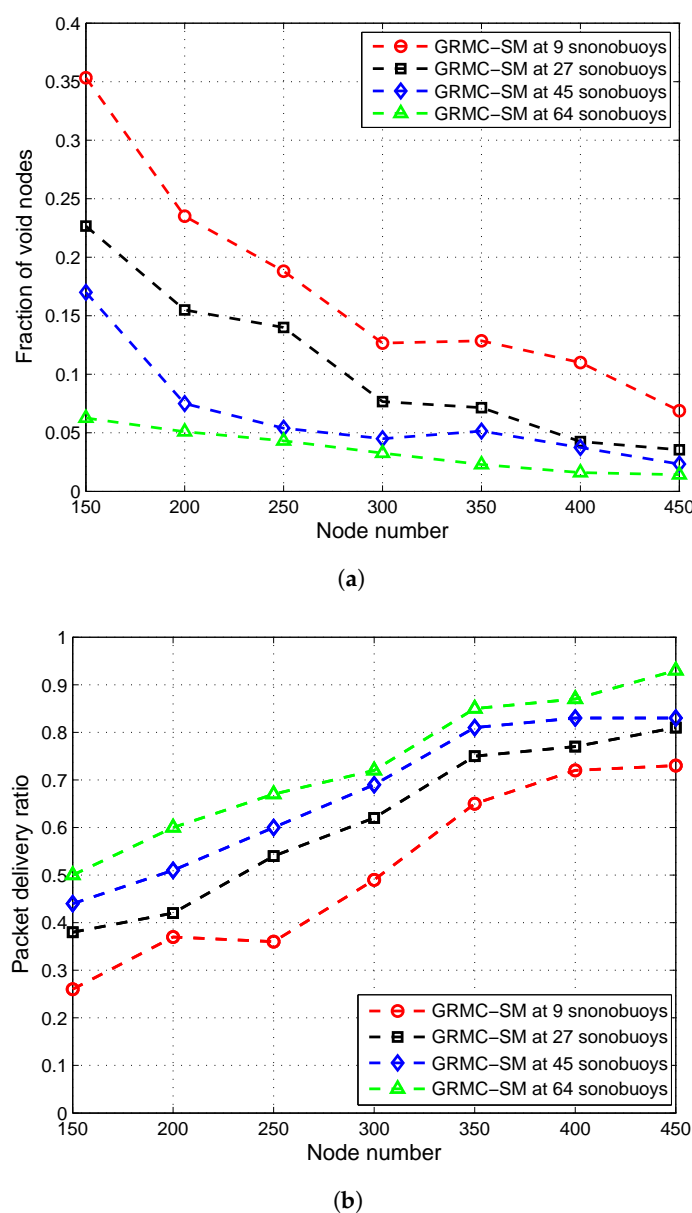 0.4
0.35
0.3
0.25
0.2
0.15
0.1
0.05
0
Fraction of void nodes
GRMC−SM at 9 snonobuoys
GRMC−SM at 27 sonobuoys
GRMC−SM at 45 sonobuoys
GRMC−SM at 64 sonobuoys
150 200 250 300 350 400 450
Node number
(a)
1
0.9
0.8
0.7
0.6
0.5
0.4
0.3
0.2
0.1
0
Packet delivery ratio
GRMC−SM at 9 snonobuoys
GRMC−SM at 27 sonobuoys
GRMC−SM at 45 sonobuoys
GRMC−SM at 64 sonobuoys
150 200 250 300 350 400 450
Node number
(b)